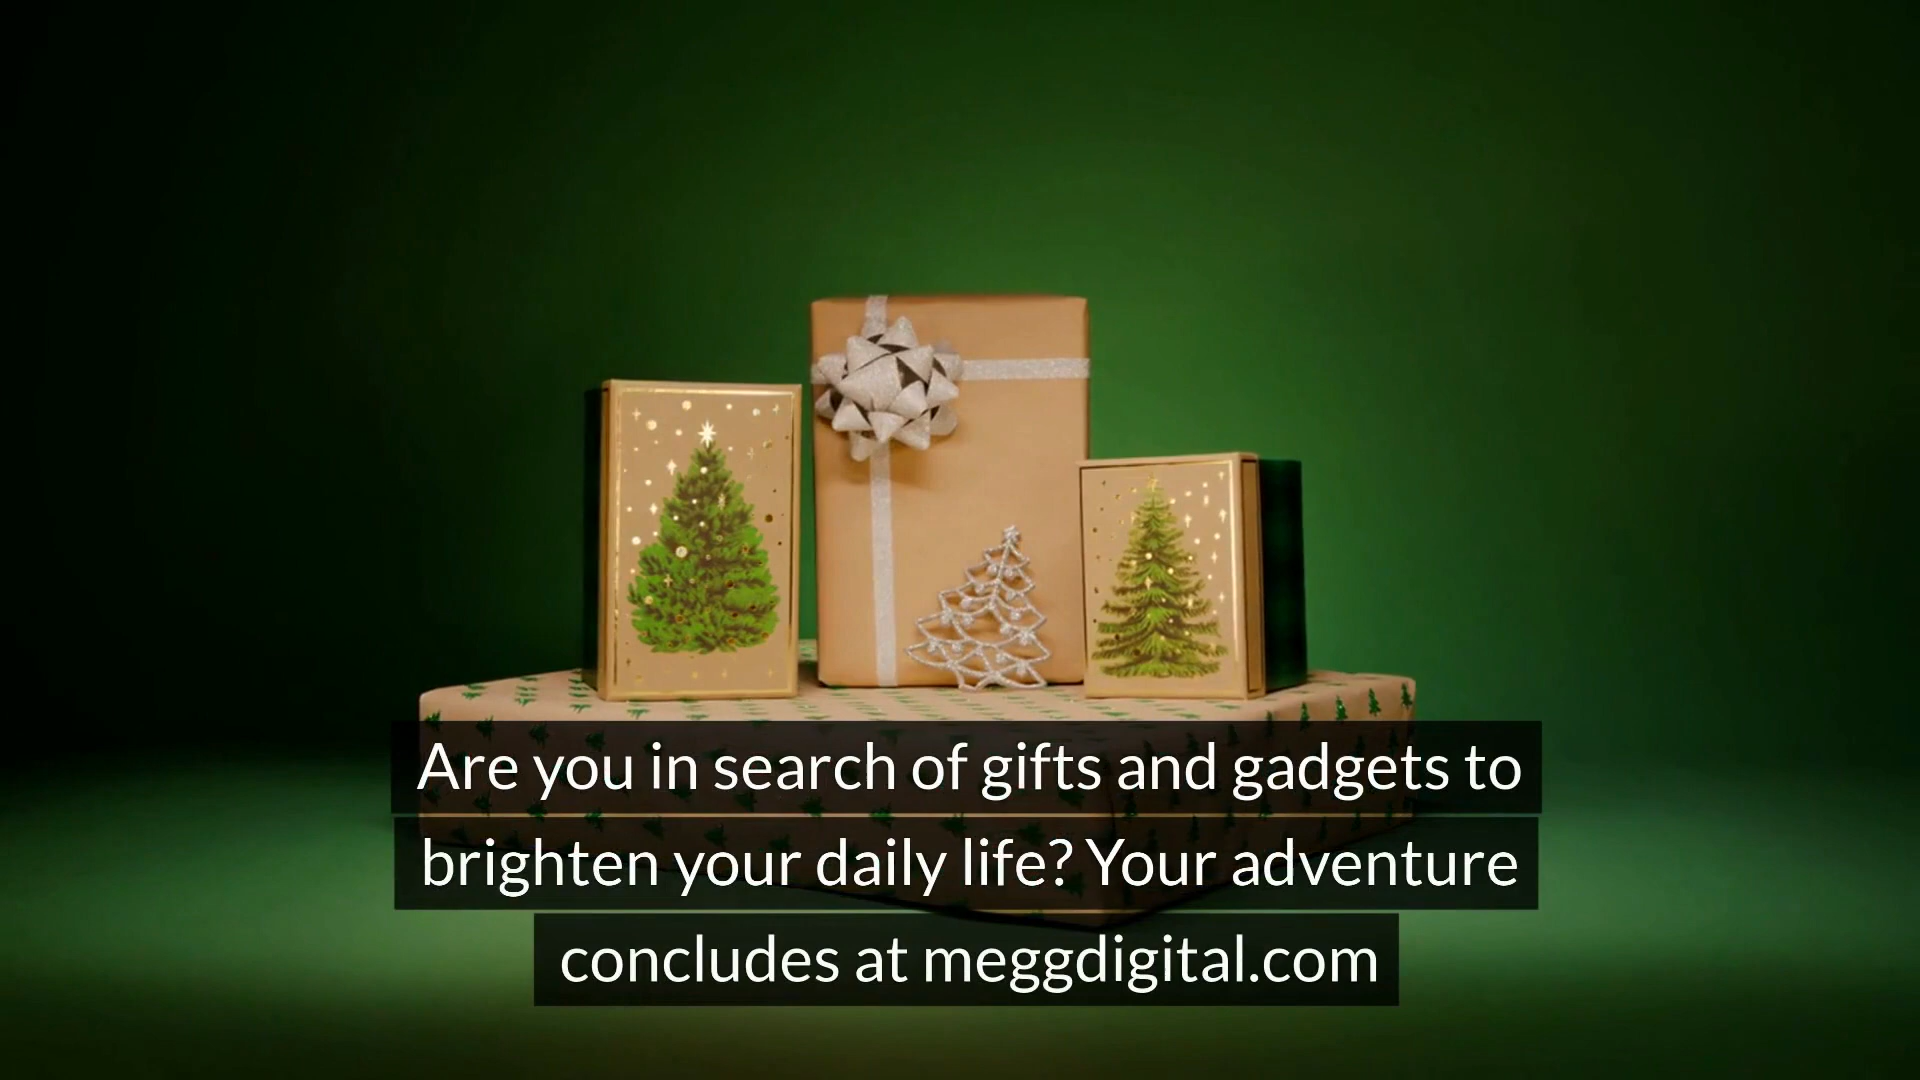 Are you in search of gifts and gadgets to
brighten your daily life? Your adventure
concludes at meggdigital.com